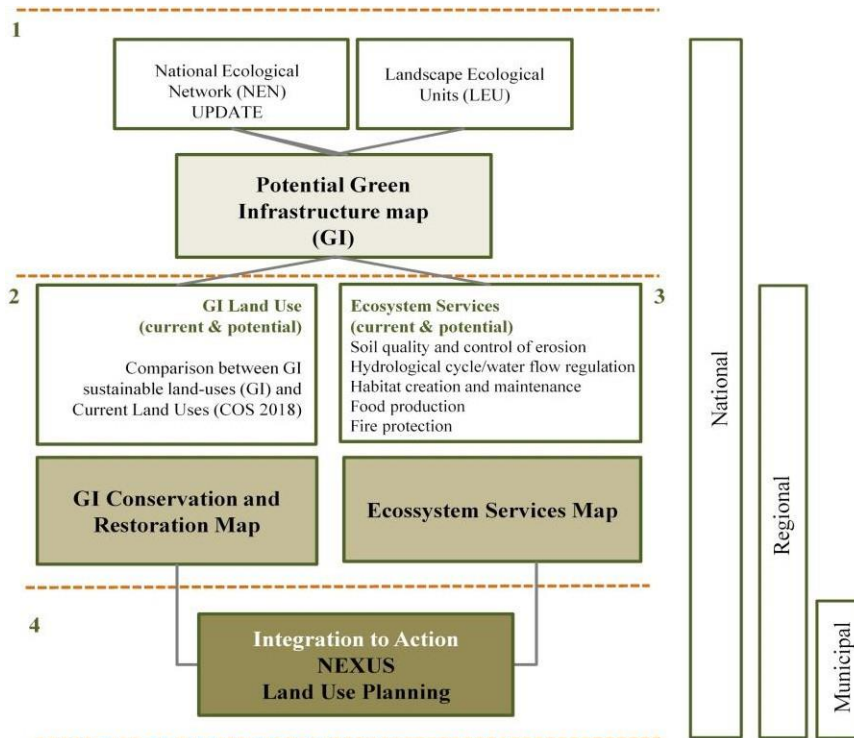 1
National Ecological
Network (NEN)
UPDATE
Landscape Ecological
Units (LEU)
Potential Green
Infrastructure map
(GI)
2
GI Land Use
(current & potential)
Comparison between GI
sustainable land-uses (GI) and
Current Land Uses (COS 2018)
Ecosystem Services
(current & potential)
Soil quality and control of erosion
Hydrological cycle/water flow regulation
Habitat creation and maintenance
Food production
Fire protection
3
GI Conservation and
Restoration Map
Ecossystem Services Map
4
Integration to Action
NEXUS
Land Use Planning
National
Regional
Municipal